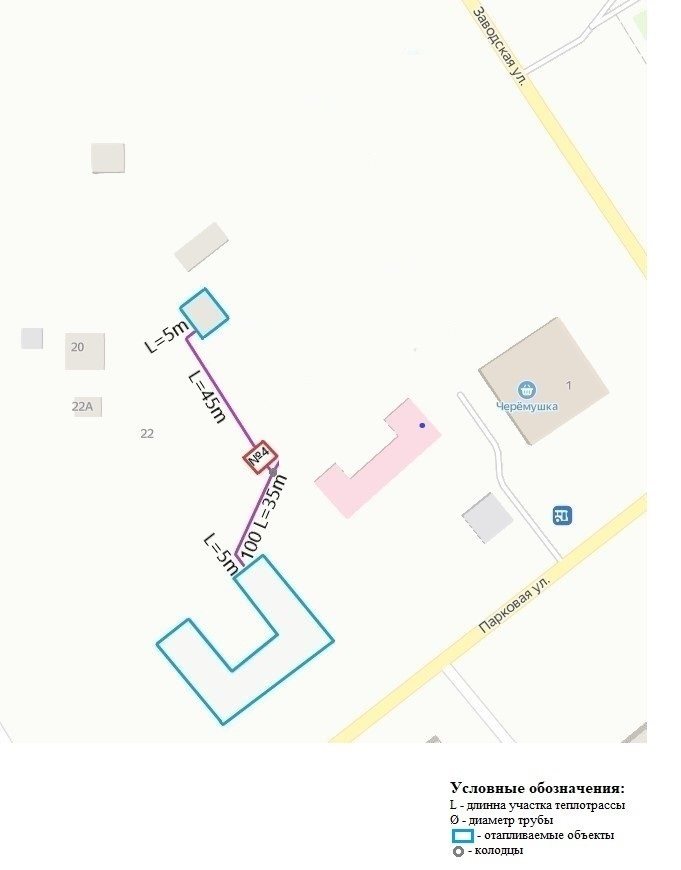 Заводская ул.
L=5m
20
L=45m
22А
22
Черёмушка
1
№4
100 L=35m
L=5m
Парковая ул.
Условные обозначения:
L - длинна участка теплотрассы
Ø - диаметр трубы
- отапливаемые объекты
- колодцы